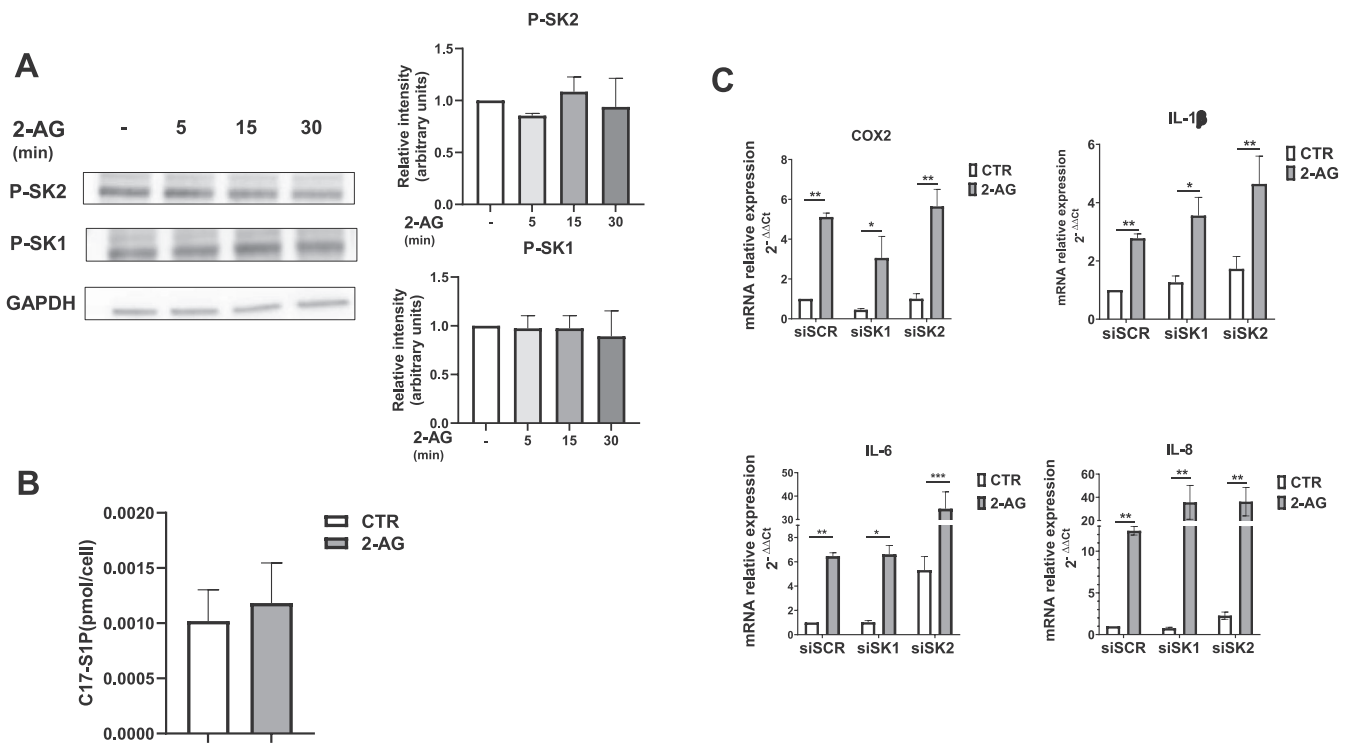 A
2-AG - 5 15 30
(min)
P-SK2
P-SK1
GAPDH
P-SK2
Relative intensity
(arbitrary units)
1.5
1.0
0.5
0.0
2-AG - 5 15 30
(min)
P-SK1
Relative intensity
(arbitrary units)
1.5
1.0
0.5
0.0
2-AG - 5 15 30
(min)
B
C17-S1P(pmol/cell)
0.0020
0.0015
0.0010
0.0005
0.0000
CTR
2-AG
C
COX2
mRNA relative expression
2^-ΔΔCt
8
6
4
2
0
** * **
siSCR siSK1 siSK2
CTR
2-AG
IL-1β
mRNA relative expression
2^-ΔΔCt
6
4
2
0
** * **
siSCR siSK1 siSK2
CTR
2-AG
IL-6
mRNA relative expression
2^-ΔΔCt
50
40
30
8
6
4
2
0
** * ***
siSCR siSK1 siSK2
CTR
2-AG
IL-8
mRNA relative expression
2^-ΔΔCt
60
40
20
10
5
0
** ** **
siSCR siSK1 siSK2
CTR
2-AG